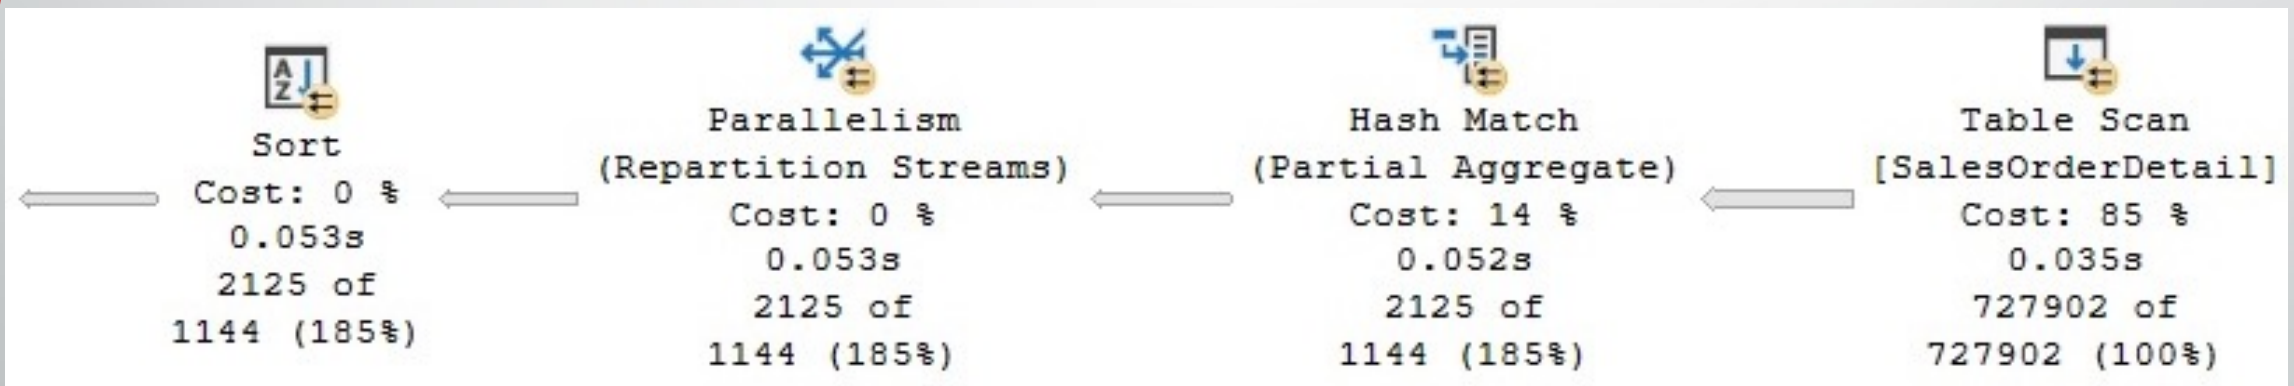 Sort
Cost: 0 %
0.053s
2125 of
1144 (185%)
Parallelism
(Repartition Streams)
Cost: 0 %
0.053s
2125 of
1144 (185%)
Hash Match
(Partial Aggregate)
Cost: 14 %
0.052s
2125 of
1144 (185%)
Table Scan
[SalesOrderDetail]
Cost: 85 %
0.035s
727902 of
727902 (100%)